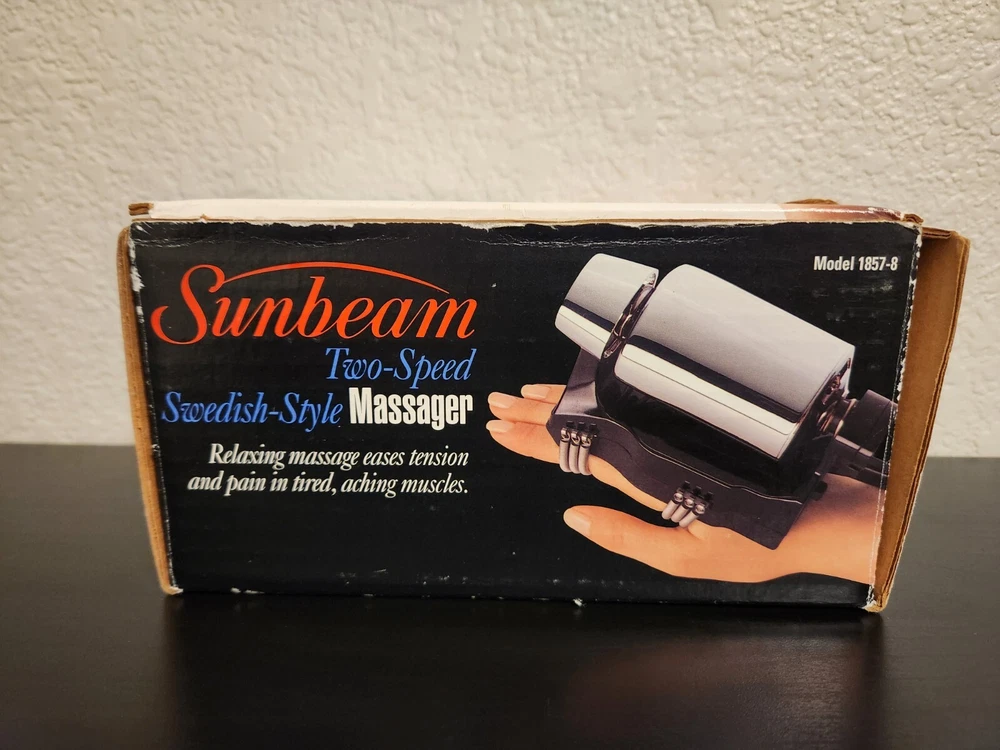 Sunbeam
Two-Speed
Swedish-Style Massager
Relaxing massage eases tension
and pain in tired, aching muscles.
Model 1857-8